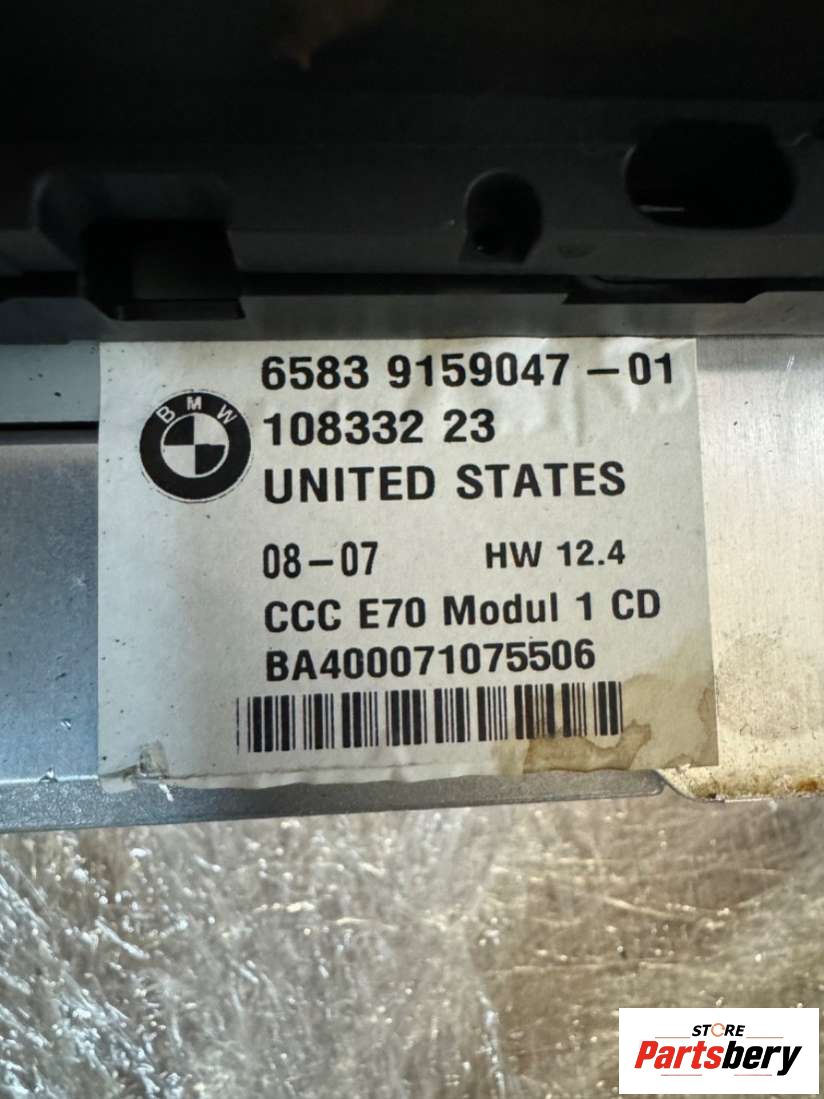 6583 9159047-01
BMW
108332 23
UNITED STATES
08-07 HW 12.4
CCC E70 Modul 1 CD
BA400071075506
STORE
Partsbery